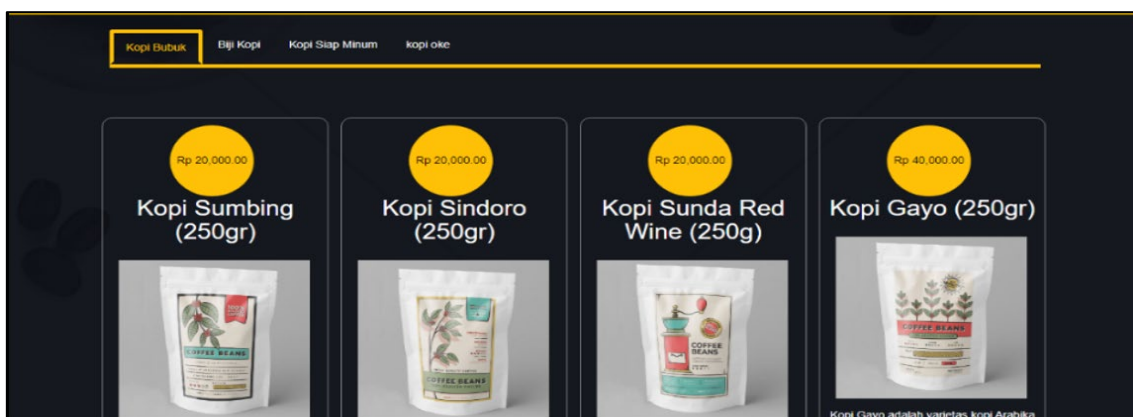 Kopi Bubuk
Biji Kopi
Kopi Siap Minum
kopi oke
Rp 20,000.00
Kopi Sumbing
(250gr)
COFFEE BEANS
Rp 20,000.00
Kopi Sindoro
(250gr)
COFFEE BEANS
Rp 20,000.00
Kopi Sunda Red
Wine (250g)
COFFEE
BEANS
Rp 40,000.00
Kopi Gayo (250gr)
COFFEE BEANS
Kopi Gayo adalah varietas kopi Arabika